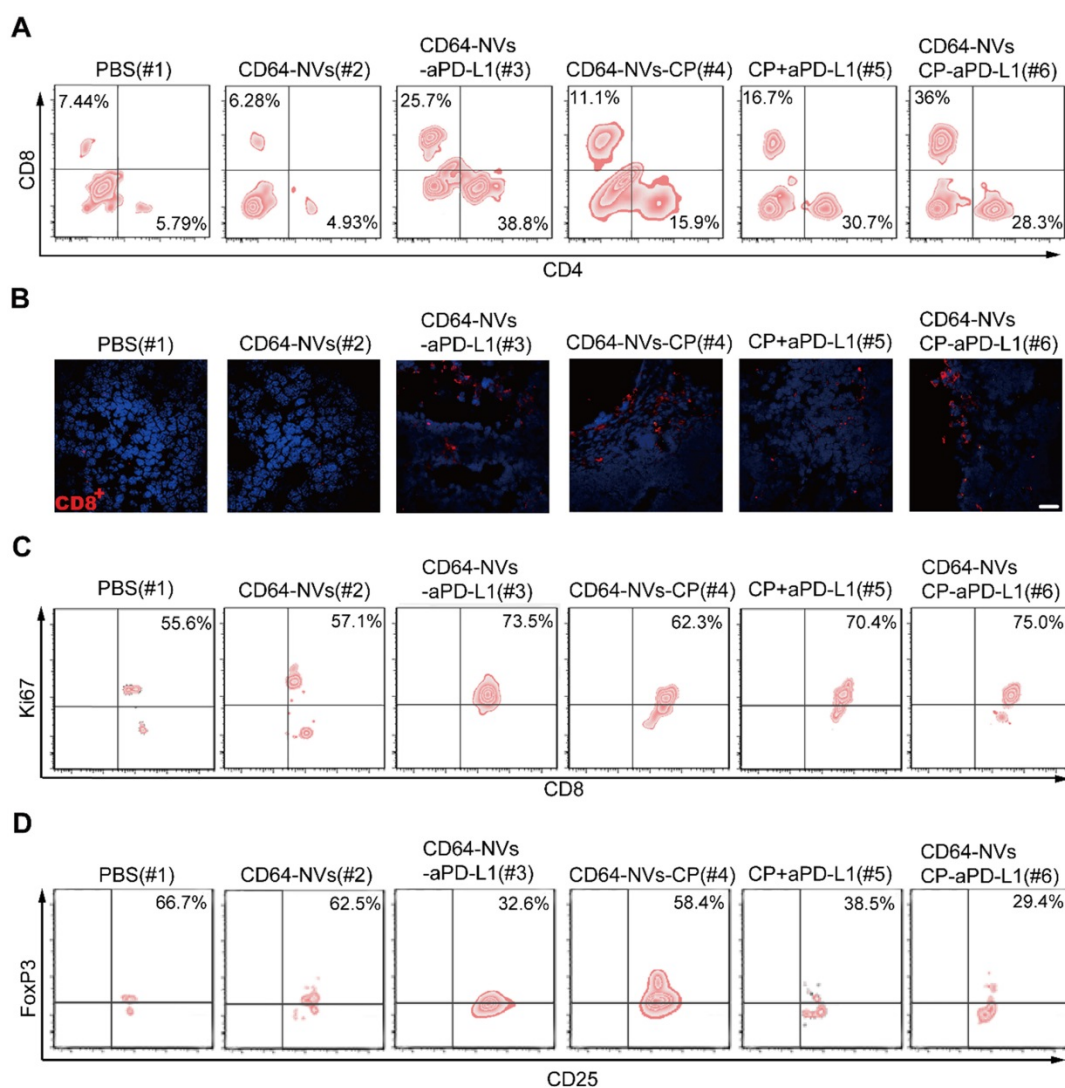 A
PBS(#1)
CD64-NVs(#2)
CD64-NVs
-aPD-L1(#3)
CD64-NVs-CP(#4)
CP+aPD-L1(#5)
CD64-NVs
CP-aPD-L1(#6)
7.44%
6.28%
25.7%
11.1%
16.7%
36%
CD8
5.79%
4.93%
38.8%
15.9%
30.7%
28.3%
CD4
B
PBS(#1)
CD64-NVs(#2)
CD64-NVs
-aPD-L1(#3)
CD64-NVs-CP(#4)
CP+aPD-L1(#5)
CD64-NVs
CP-aPD-L1(#6)
CD8+
C
PBS(#1)
CD64-NVs(#2)
CD64-NVs
-aPD-L1(#3)
CD64-NVs-CP(#4)
CP+aPD-L1(#5)
CD64-NVs
CP-aPD-L1(#6)
55.6%
57.1%
73.5%
62.3%
70.4%
75.0%
Ki67
CD8
D
PBS(#1)
CD64-NVs(#2)
CD64-NVs
-aPD-L1(#3)
CD64-NVs-CP(#4)
CP+aPD-L1(#5)
CD64-NVs
CP-aPD-L1(#6)
66.7%
62.5%
32.6%
58.4%
38.5%
29.4%
FoxP3
CD25